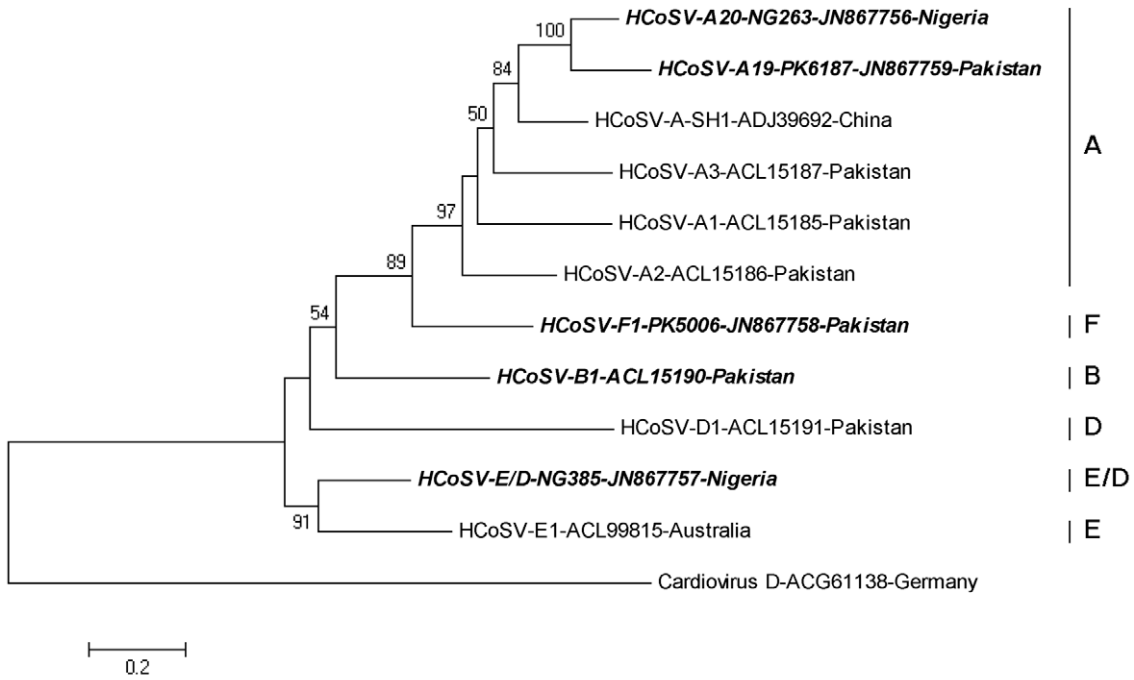 HCoSV-A20-NG263-JN867756-Nigeria
100
HCoSV-A19-PK6187-JN867759-Pakistan
84
HCoSV-A-SH1-ADJ39692-China
50
A
HCoSV-A3-ACL15187-Pakistan
97
HCoSV-A1-ACL15185-Pakistan
89
HCoSV-A2-ACL15186-Pakistan
54
HCoSV-F1-PK5006-JN867758-Pakistan
F
HCoSV-B1-ACL15190-Pakistan
B
HCoSV-D1-ACL15191-Pakistan
D
HCoSV-E/D-NG385-JN867757-Nigeria
E/D
91
HCoSV-E1-ACL99815-Australia
E
Cardiovirus D-ACG61138-Germany
0.2